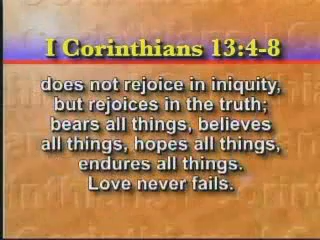 I Corinthians 13:4-8
does not rejoice in iniquity,
but rejoices in the truth;
bears all things, believes
all things, hopes all things,
endures all things.
Love never fails.